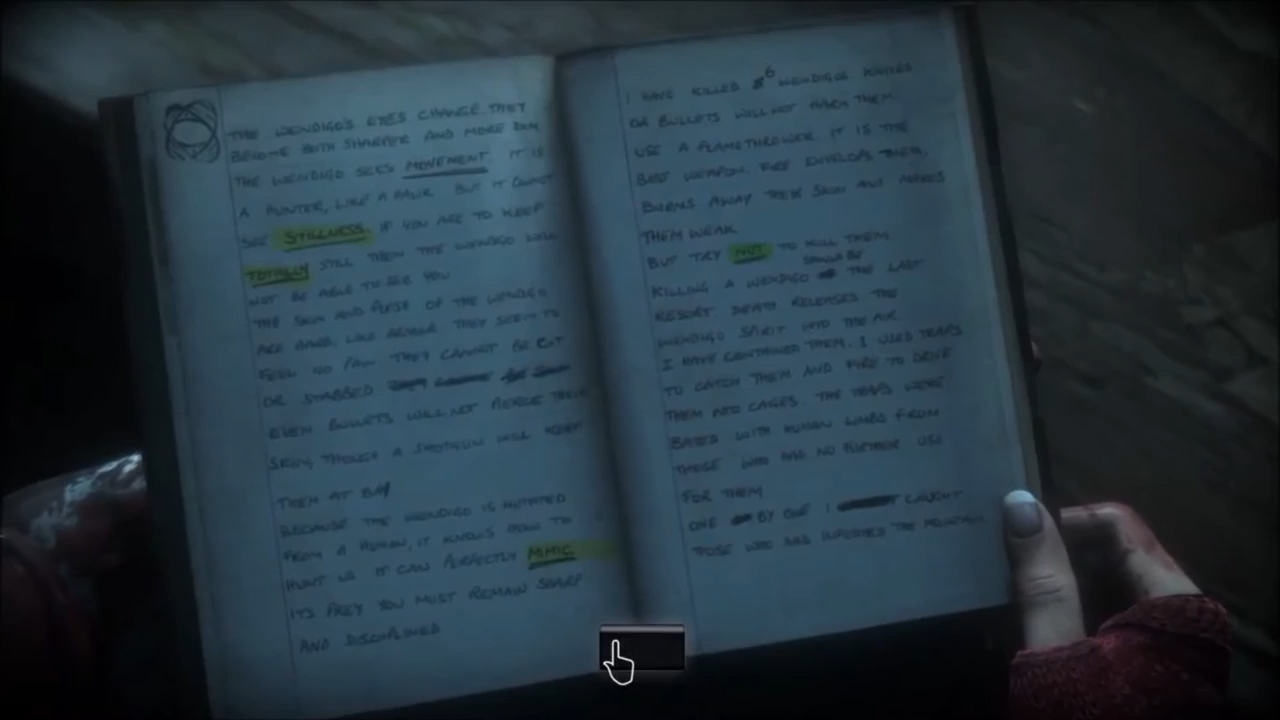 THE WENDIGO'S EYES CHANGE. THEY
BECOME BOTH SHARPER AND MORE DIM
THE WENDIGO SEES MOVEMENT. IT IS
A HUNTER, LIKE A HAWK BUT IT CANNOT
SEE STILLNESS. IF YOU ARE TO KEEP
TOTALLY STILL THEN THE WENDIGO WILL
NOT BE ABLE TO SEE YOU
THE SKIN AND FLESH OF THE WENDIGO
ARE HARD, LIKE ARMOUR THEY SEEM TO
FEEL NO PAIN THEY CANNOT BE CUT
OR STABBED
EVEN BULLETS WILL NOT PIERCE THEIR
SKIN, THOUGH A SHOTGUN WILL KEEP
THEM AT BAY
BECAUSE THE WENDIGO IS MUTATED
FROM A HUMAN, IT KNOWS HOW TO
HUNT US IT CAN PERFECTLY MIMIC
ITS PREY YOU MUST REMAIN SHARP
AND DISCIPLINED
I HAVE KILLED 6 WENDIGOS KNIVES
OR BULLETS WILL NOT HARM THEM.
USE A FLAMETHROWER. IT IS THE
BEST WEAPON. FIRE ENVELOPS THEM,
BURNS AWAY THEIR SKIN AND MAKES
THEM WEAK
BUT TRY NOT TO KILL THEM
KILLING A WENDIGO SHOULD BE THE LAST
RESORT DEATH RELEASES THE
WENDIGO SPIRIT INTO THE AIR
I HAVE CONTAINED THEM. I USED TRAPS
TO CATCH THEM AND FIRE TO DRIVE
THEM INTO CAGES. THE TRAPS WERE
BAITED WITH HUMAN LIMBS FROM
THOSE WHO HAD NO FURTHER USE
FOR THEM
ONE BY ONE I CAUGHT
THOSE WHO HAD INFESTED THE MOUNTAIN